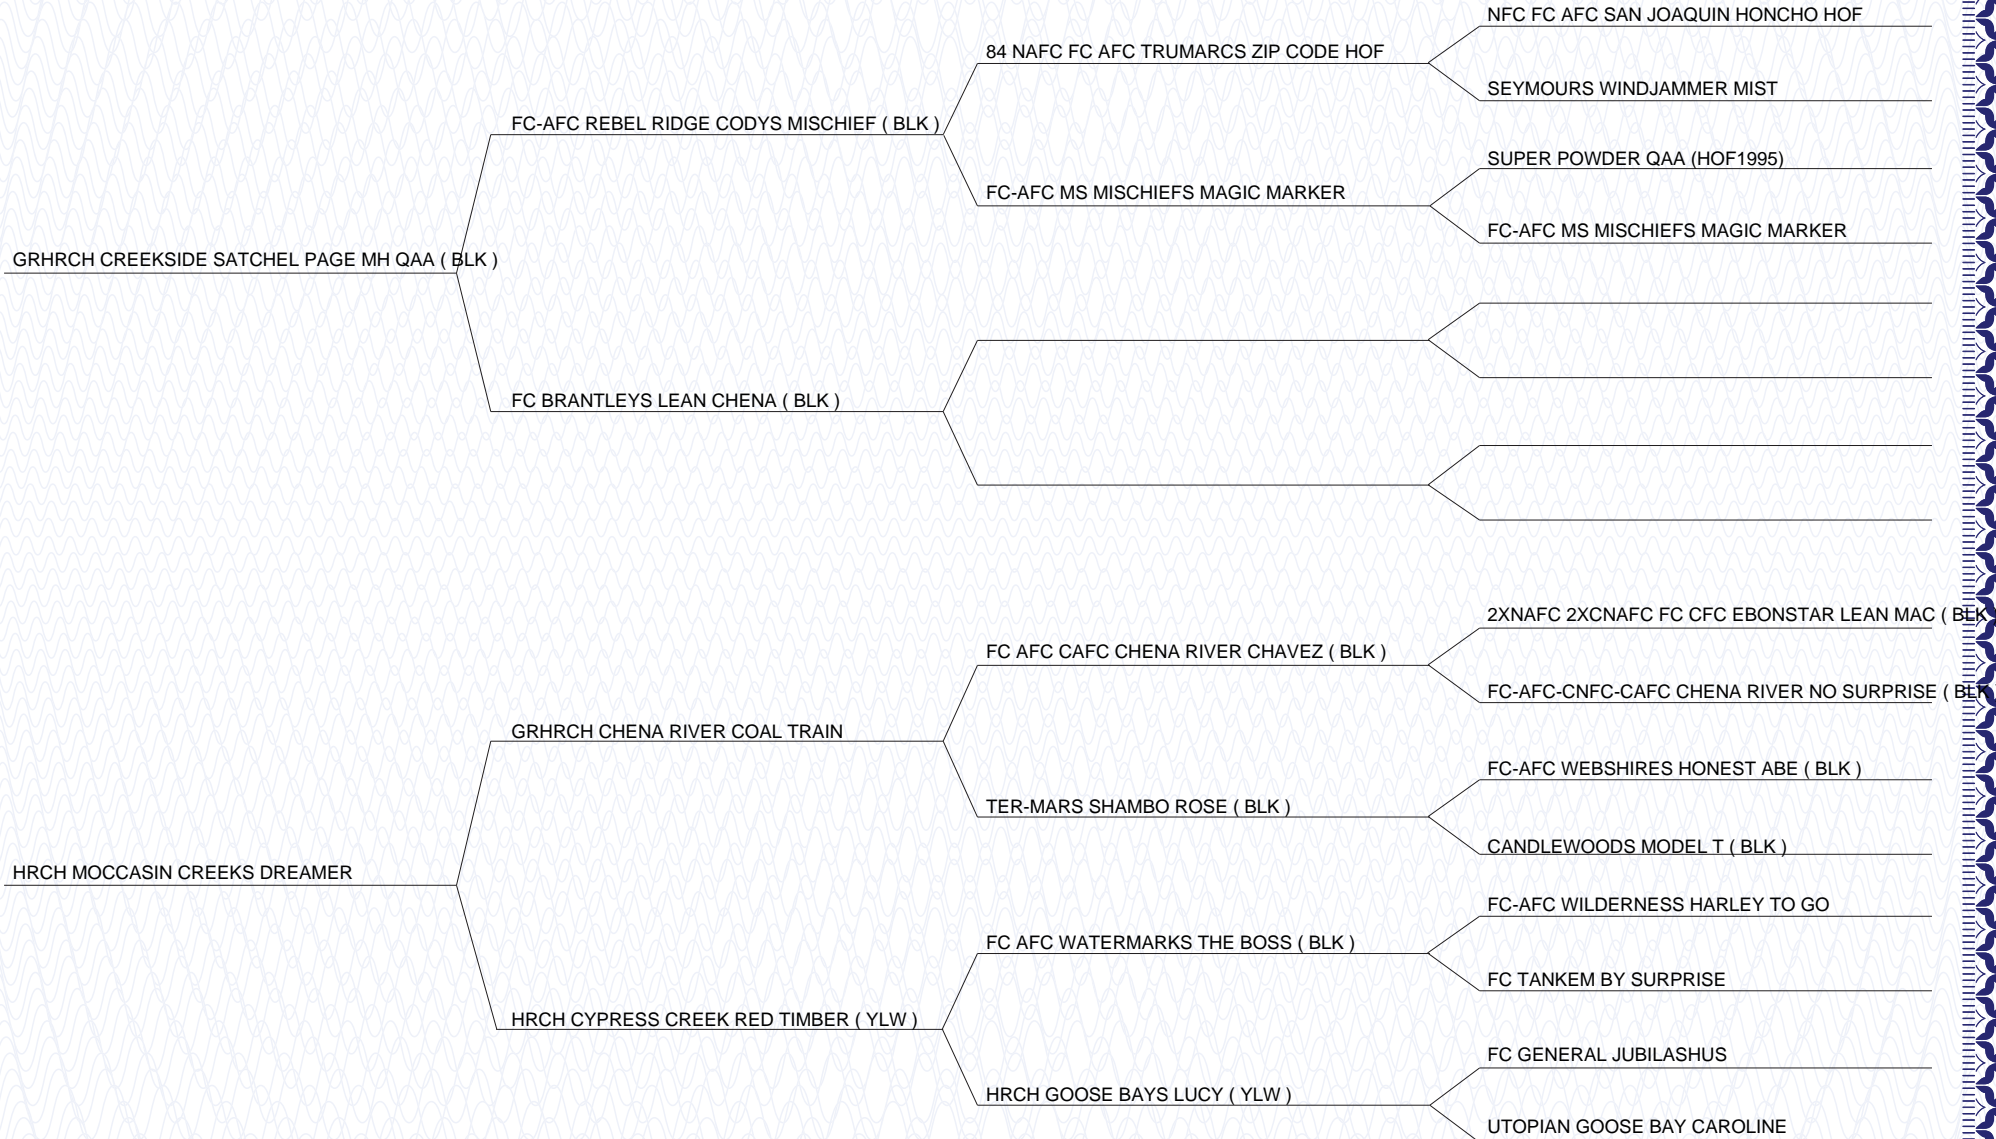 NFC FC AFC SAN JOAQUIN HONCHO HOF
84 NAFC FC AFC TRUMARCS ZIP CODE HOF
SEYMOURS WINDJAMMER MIST
FC-AFC REBEL RIDGE CODYS MISCHIEF ( BLK )
SUPER POWDER QAA (HOF1995)
FC-AFC MS MISCHIEFS MAGIC MARKER
FC-AFC MS MISCHIEFS MAGIC MARKER
GRHRCH CREEKSIDE SATCHEL PAGE MH QAA ( BLK )
FC BRANTLEYS LEAN CHENA ( BLK )
2XNAFC 2XCNAFC FC CFC EBONSTAR LEAN MAC ( BLK
FC AFC CAFC CHENA RIVER CHAVEZ ( BLK )
FC-AFC-CNFC-CAFC CHENA RIVER NO SURPRISE ( BLK
GRHRCH CHENA RIVER COAL TRAIN
FC-AFC WEBSHIRES HONEST ABE ( BLK )
TER-MARS SHAMBO ROSE ( BLK )
CANDLEWOODS MODEL T ( BLK )
HRCH MOCCASIN CREEKS DREAMER
FC-AFC WILDERNESS HARLEY TO GO
FC AFC WATERMARKS THE BOSS ( BLK )
FC TANKEM BY SURPRISE
HRCH CYPRESS CREEK RED TIMBER ( YLW )
FC GENERAL JUBILASHUS
HRCH GOOSE BAYS LUCY ( YLW )
UTOPIAN GOOSE BAY CAROLINE